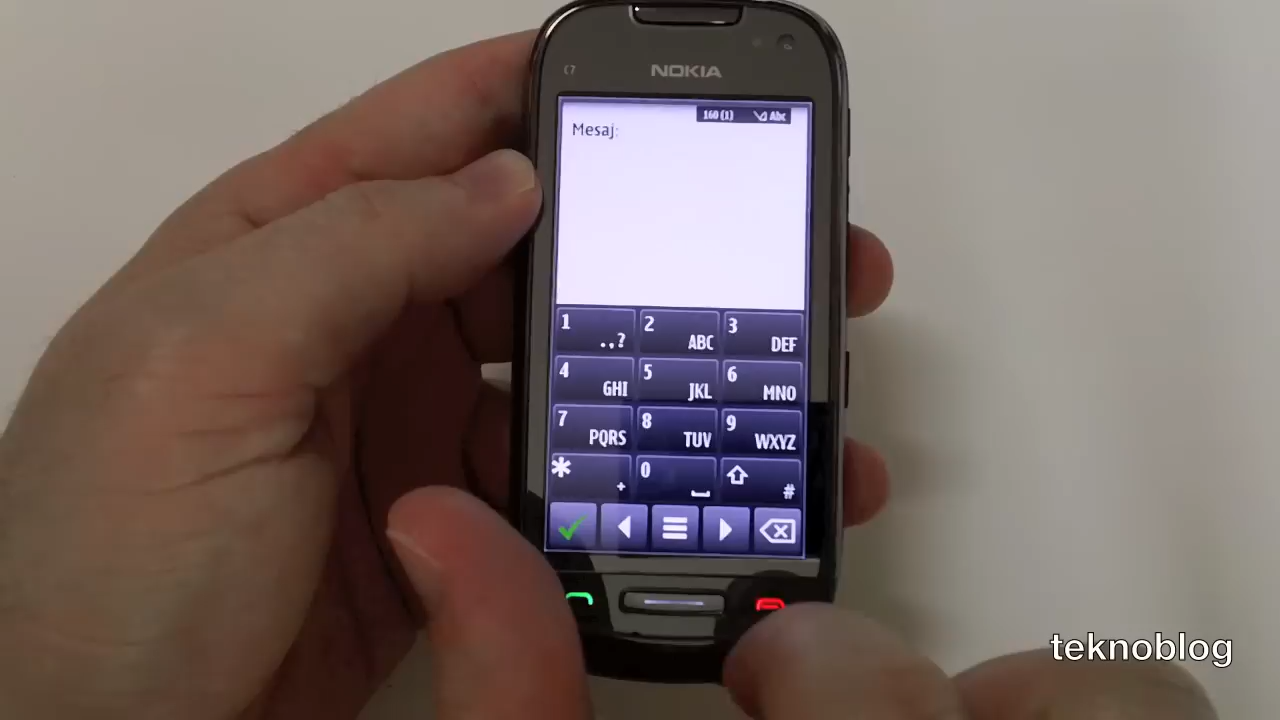 C7
NOKIA
160 (1) Abc
Mesaj:
1 .,? 2 ABC 3 DEF
4 GHI 5 JKL 6 MNO
7 PQRS 8 TUV 9 WXYZ
* + 0 #
teknoblog